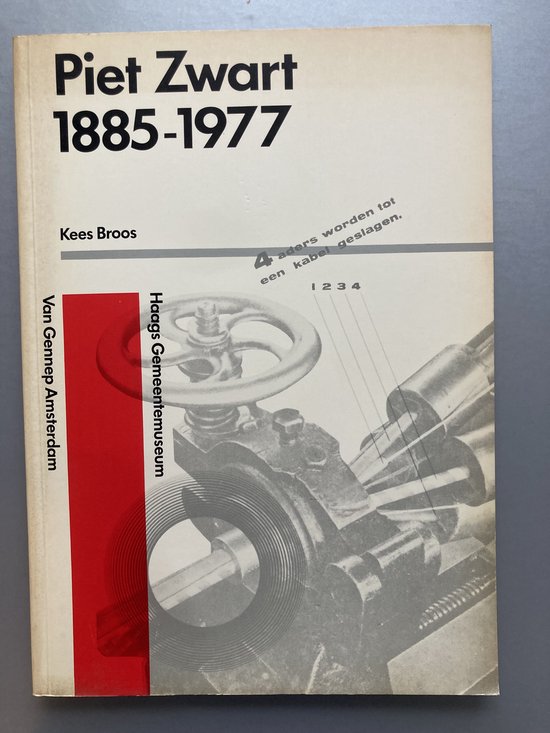 Piet Zwart
1885-1977
Kees Broos
4 aders worden tot
een kabel geslagen.
1 2 3 4
Haags Gemeentemuseum
Van Gennep Amsterdam